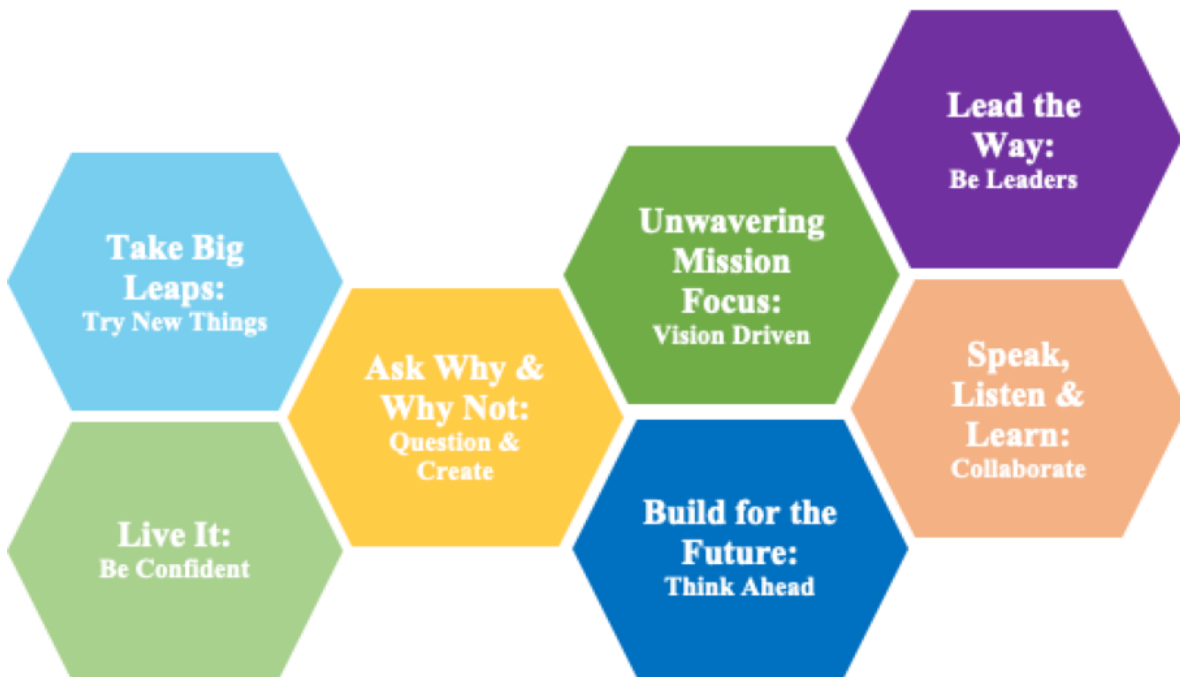 Take Big
Leaps:
Try New Things
Live It:
Be Confident
Ask Why &
Why Not:
Question &
Create
Unwavering
Mission
Focus:
Vision Driven
Build for the
Future:
Think Ahead
Lead the
Way:
Be Leaders
Speak,
Listen &
Learn:
Collaborate